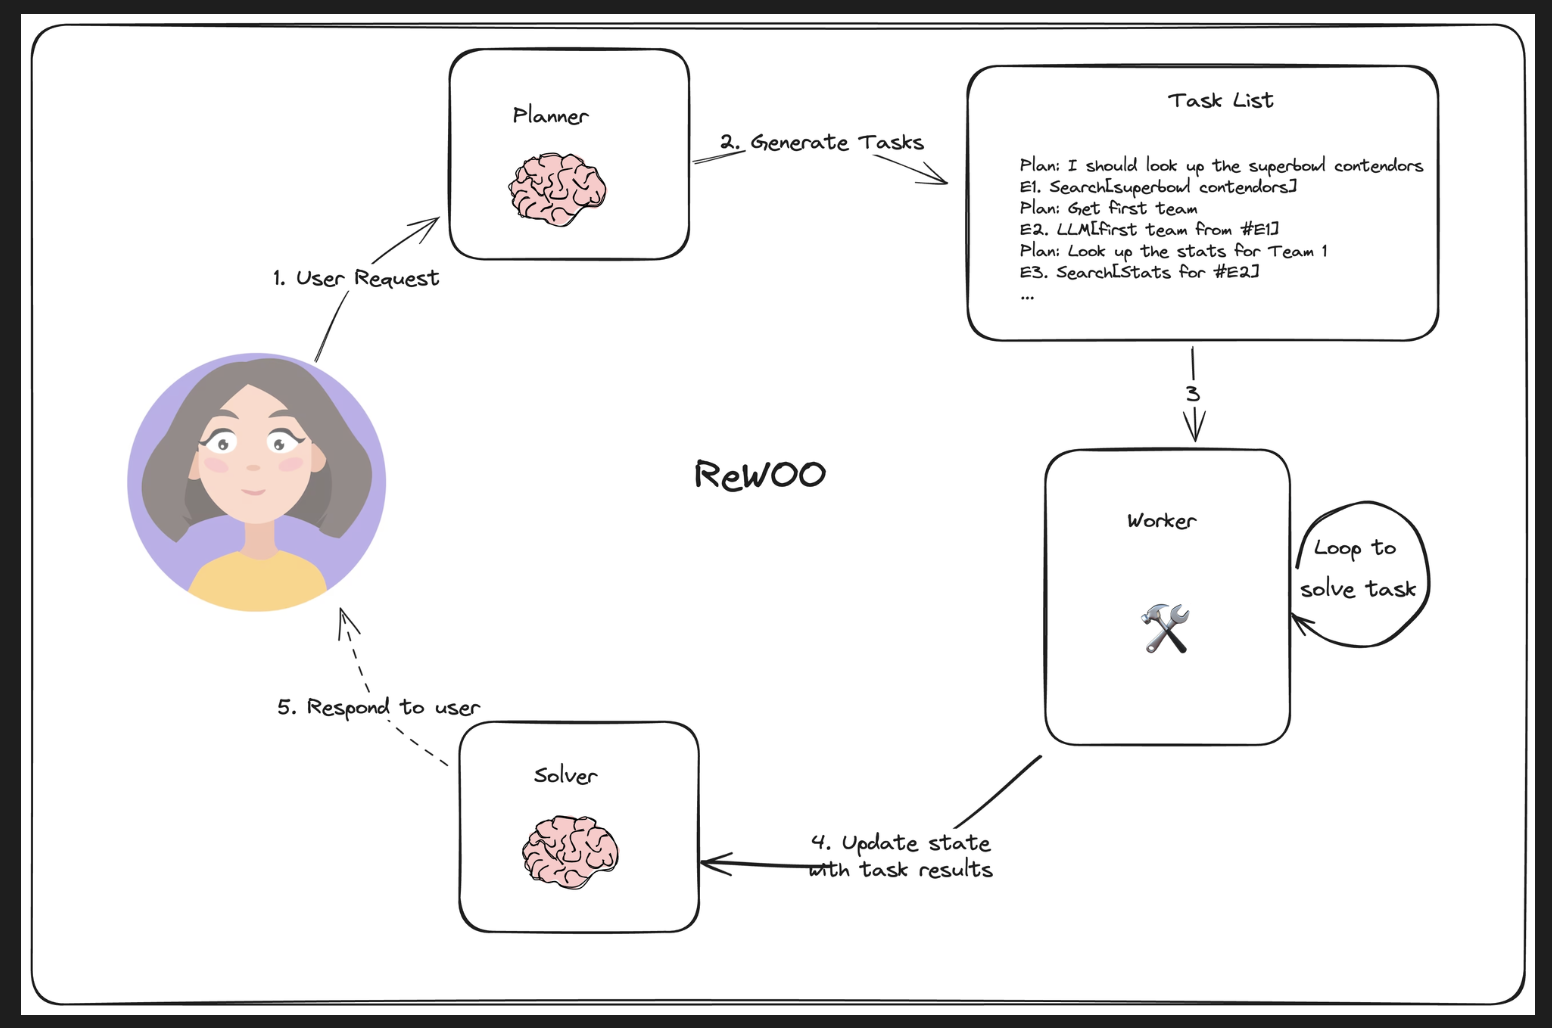 Planner
Task List
2. Generate Tasks
Plan: I should look up the superbowl contendors
E1. Search[superbowl contendors]
Plan: Get first team
E2. LLM[first team from #E1]
Plan: Look up the stats for Team 1
E3. Search[Stats for #E2]
...
1. User Request
3
ReWOO
Worker
Loop to
solve task
5. Respond to user
Solver
4. Update state
with task results